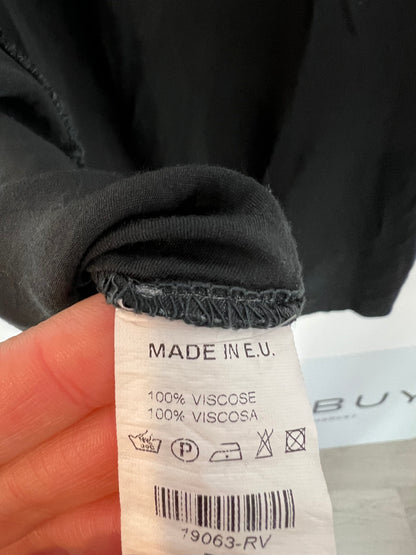 MADE IN E.U.
100% VISCOSE
100% VISCOSA
P
19063-RV
BUY